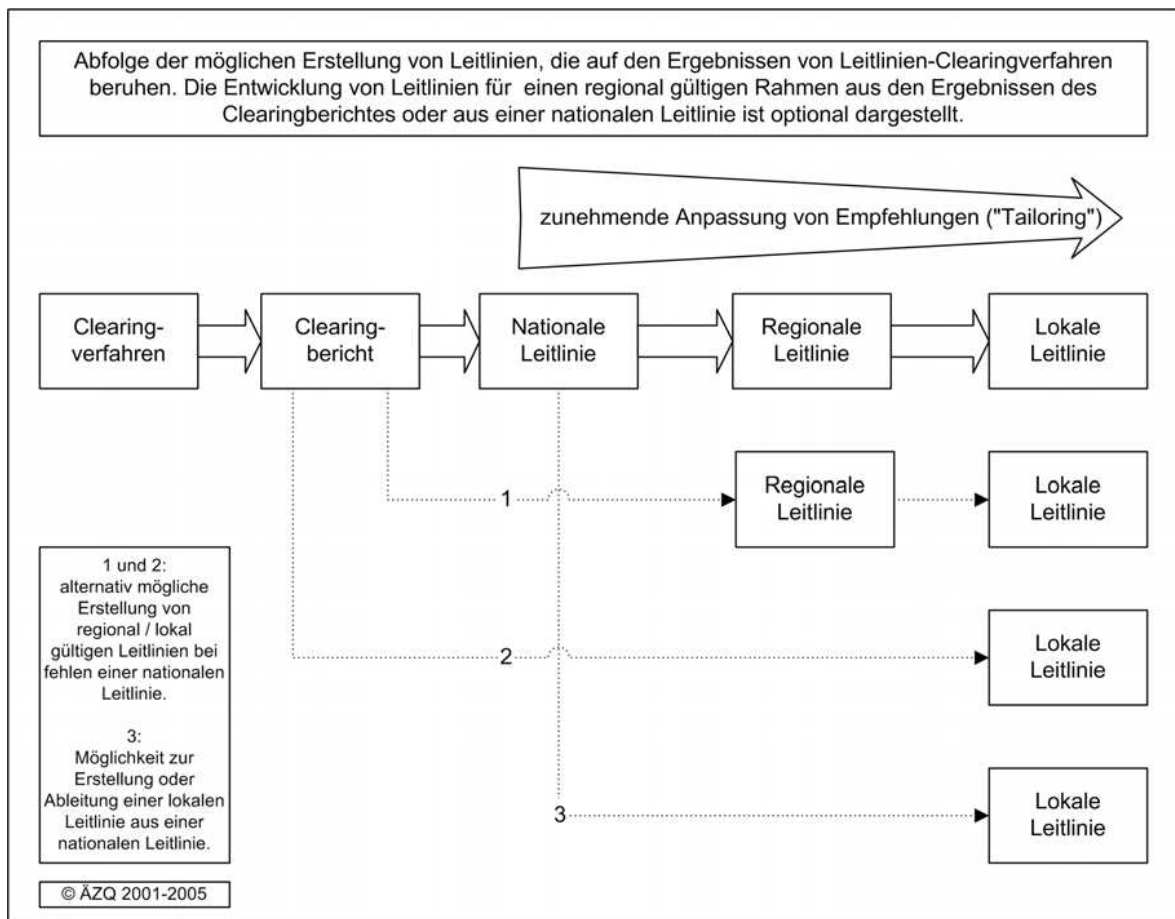 Abfolge der möglichen Erstellung von Leitlinien, die auf den Ergebnissen von Leitlinien-Clearingverfahren
beruhen. Die Entwicklung von Leitlinien für einen regional gültigen Rahmen aus den Ergebnissen des
Clearingberichtes oder aus einer nationalen Leitlinie ist optional dargestellt.
zunehmende Anpassung von Empfehlungen ("Tailoring")
Clearing-
verfahren
Clearing-
bericht
Nationale
Leitlinie
Regionale
Leitlinie
Lokale
Leitlinie
1
Regionale
Leitlinie
Lokale
Leitlinie
1 und 2:
alternativ mögliche
Erstellung von
regional / lokal
gültigen Leitlinien bei
fehlen einer nationalen
Leitlinie.
3:
Möglichkeit zur
Erstellung oder
Ableitung einer lokalen
Leitlinie aus einer
nationalen Leitlinie.
2
Lokale
Leitlinie
3
Lokale
Leitlinie
© ÄZQ 2001-2005